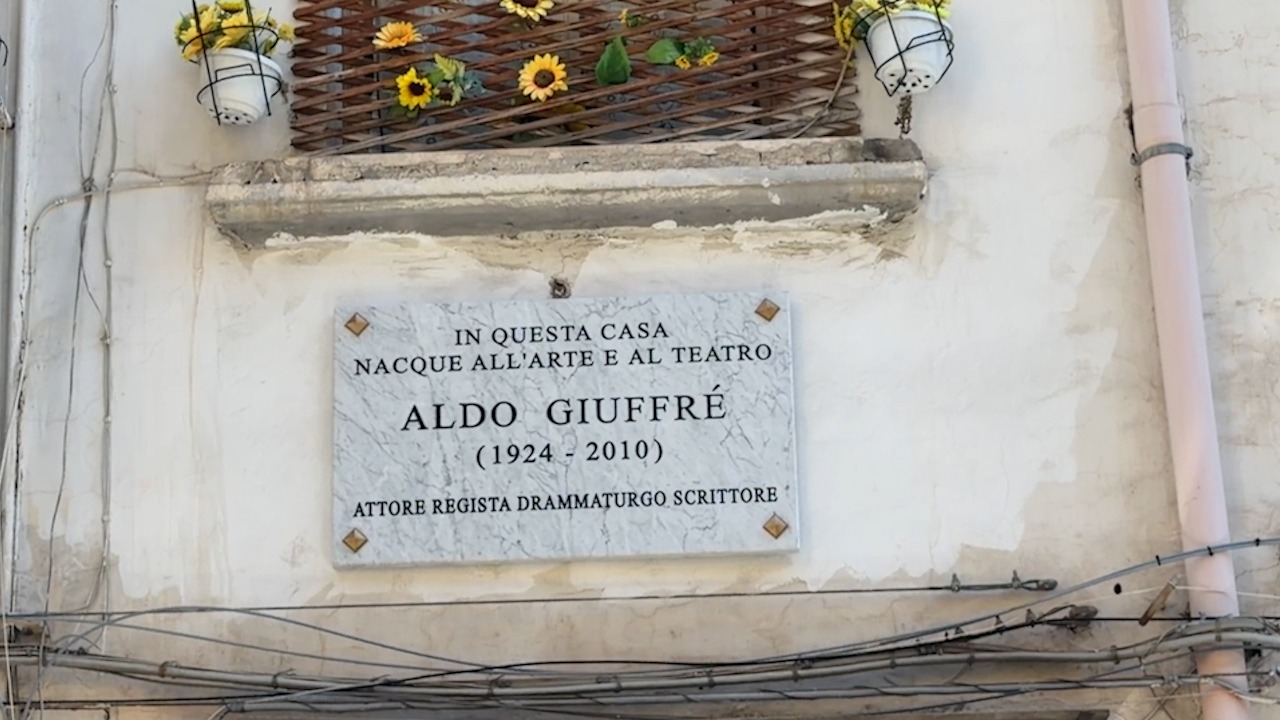 IN QUESTA CASA
NACQUE ALL'ARTE E AL TEATRO
ALDO GIUFFRÉ
(1924 - 2010)
ATTORE REGISTA DRAMMATURGO SCRITTORE